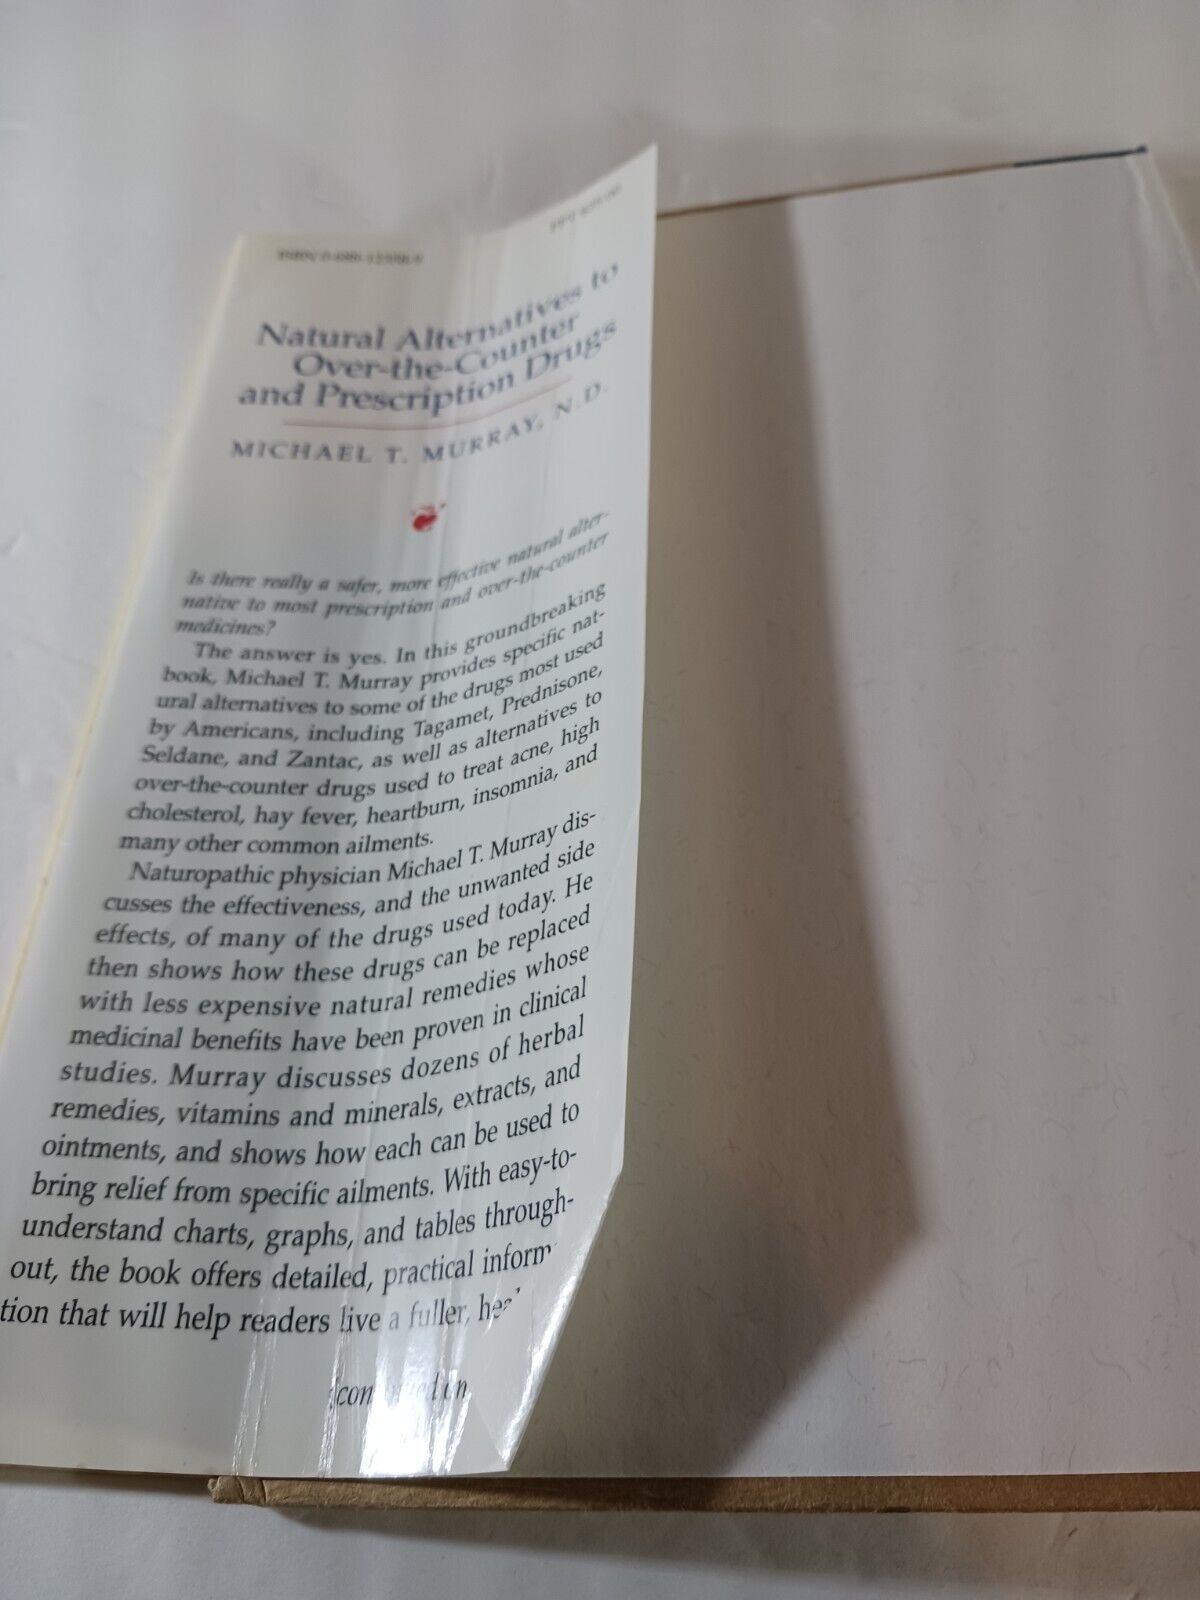 Natural Alternatives to
Over-the-Counter
and Prescription Drugs
MICHAEL T. MURRAY, N.D.
Is there really a safer, more effective natural alter-
native to most prescription and over-the-counter
medicines?
The answer is yes. In this groundbreaking
book, Michael T. Murray provides specific nat-
ural alternatives to some of the drugs most used
by Americans, including Tagamet, Prednisone,
Seldane, and Zantac, as well as alternatives to
over-the-counter drugs used to treat acne, high
cholesterol, hay fever, heartburn, insomnia, and
many other common ailments.
Naturopathic physician Michael T. Murray dis-
cusses the effectiveness, and the unwanted side
effects, of many of the drugs used today. He
then shows how these drugs can be replaced
with less expensive natural remedies whose
medicinal benefits have been proven in clinical
studies. Murray discusses dozens of herbal
remedies, vitamins and minerals, extracts, and
ointments, and shows how each can be used to
bring relief from specific ailments. With easy-to-
understand charts, graphs, and tables through-
out, the book offers detailed, practical inform
tion that will help readers live a fuller, hea